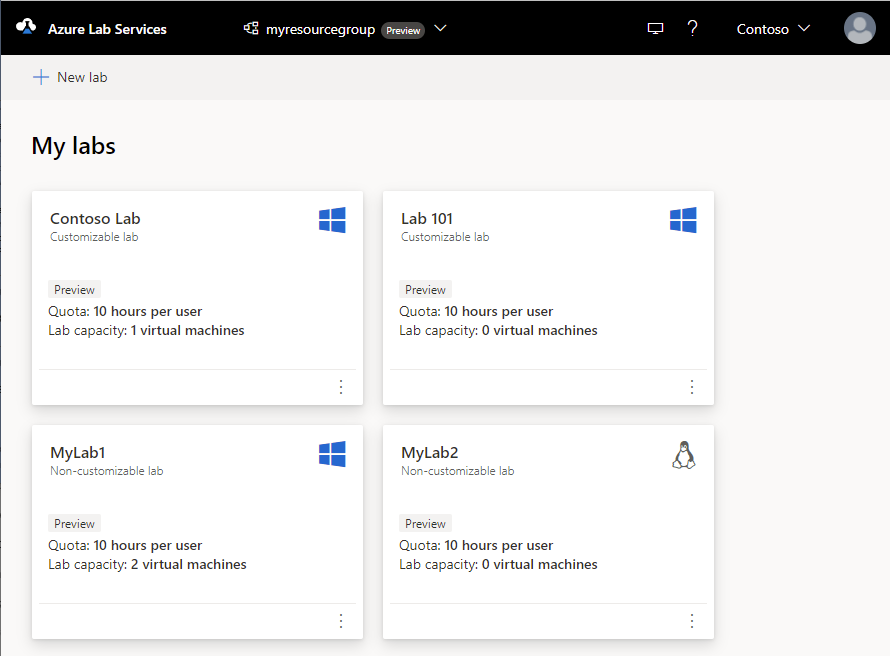 Azure Lab Services
myresourcegroup Preview
?
Contoso
New lab
My labs
Contoso Lab
Customizable lab
Preview
Quota: 10 hours per user
Lab capacity: 1 virtual machines
Lab 101
Customizable lab
Preview
Quota: 10 hours per user
Lab capacity: 0 virtual machines
MyLab1
Non-customizable lab
Preview
Quota: 10 hours per user
Lab capacity: 2 virtual machines
MyLab2
Non-customizable lab
Preview
Quota: 10 hours per user
Lab capacity: 0 virtual machines